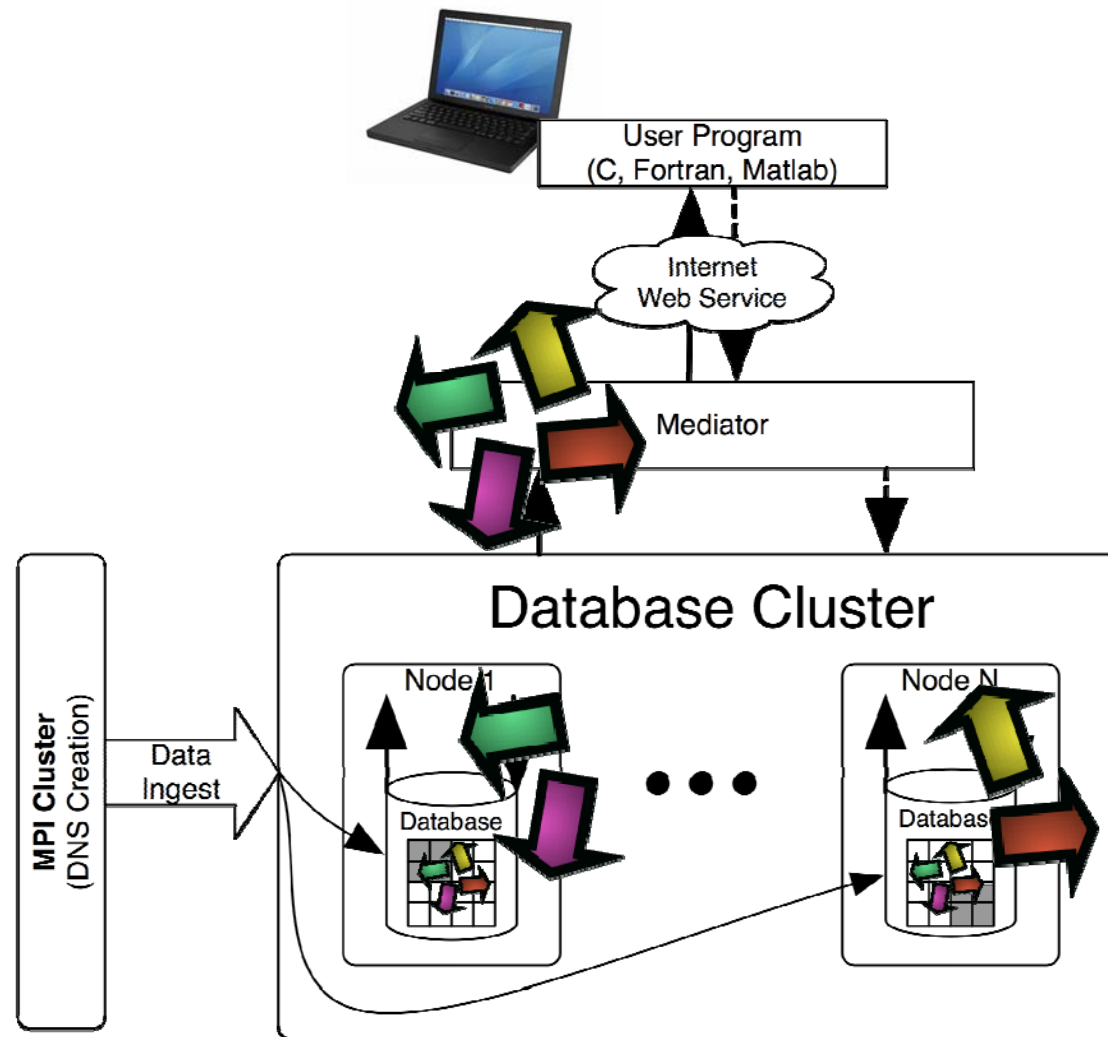 User Program
(C, Fortran, Matlab)
Internet
Web Service
Mediator
MPI Cluster
(DNS Creation)
Data
Ingest
Database Cluster
Node 1
Database
Node N
Database